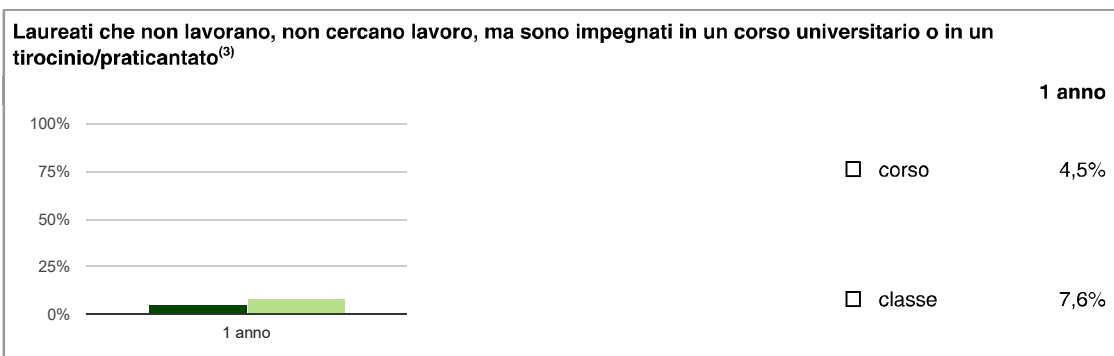 Laureati che non lavorano, non cercano lavoro, ma sono impegnati in un corso universitario o in un
tirocinio/praticantato(3)
1 anno
100%
75%
50%
25%
0%
1 anno
corso 4,5%
classe 7,6%